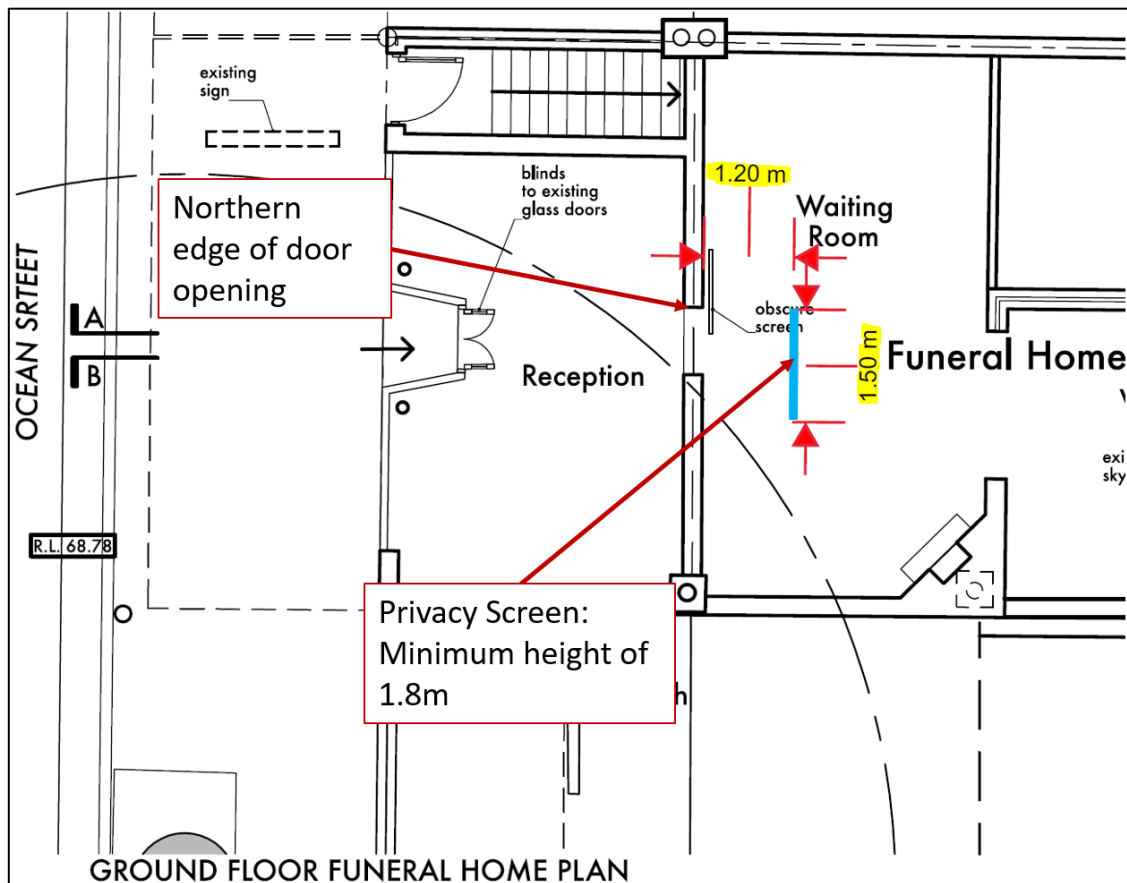 existing
sign
blinds
to existing
glass doors
1.20 m
Waiting
Room
Northern
edge of door
opening
OCEAN SRTEET
A
B
obscure
screen
Reception
1.50 m
Funeral Home
exi
sky
R.L. 68.78
Privacy Screen:
Minimum height of
1.8m
h
GROUND FLOOR FUNERAL HOME PLAN